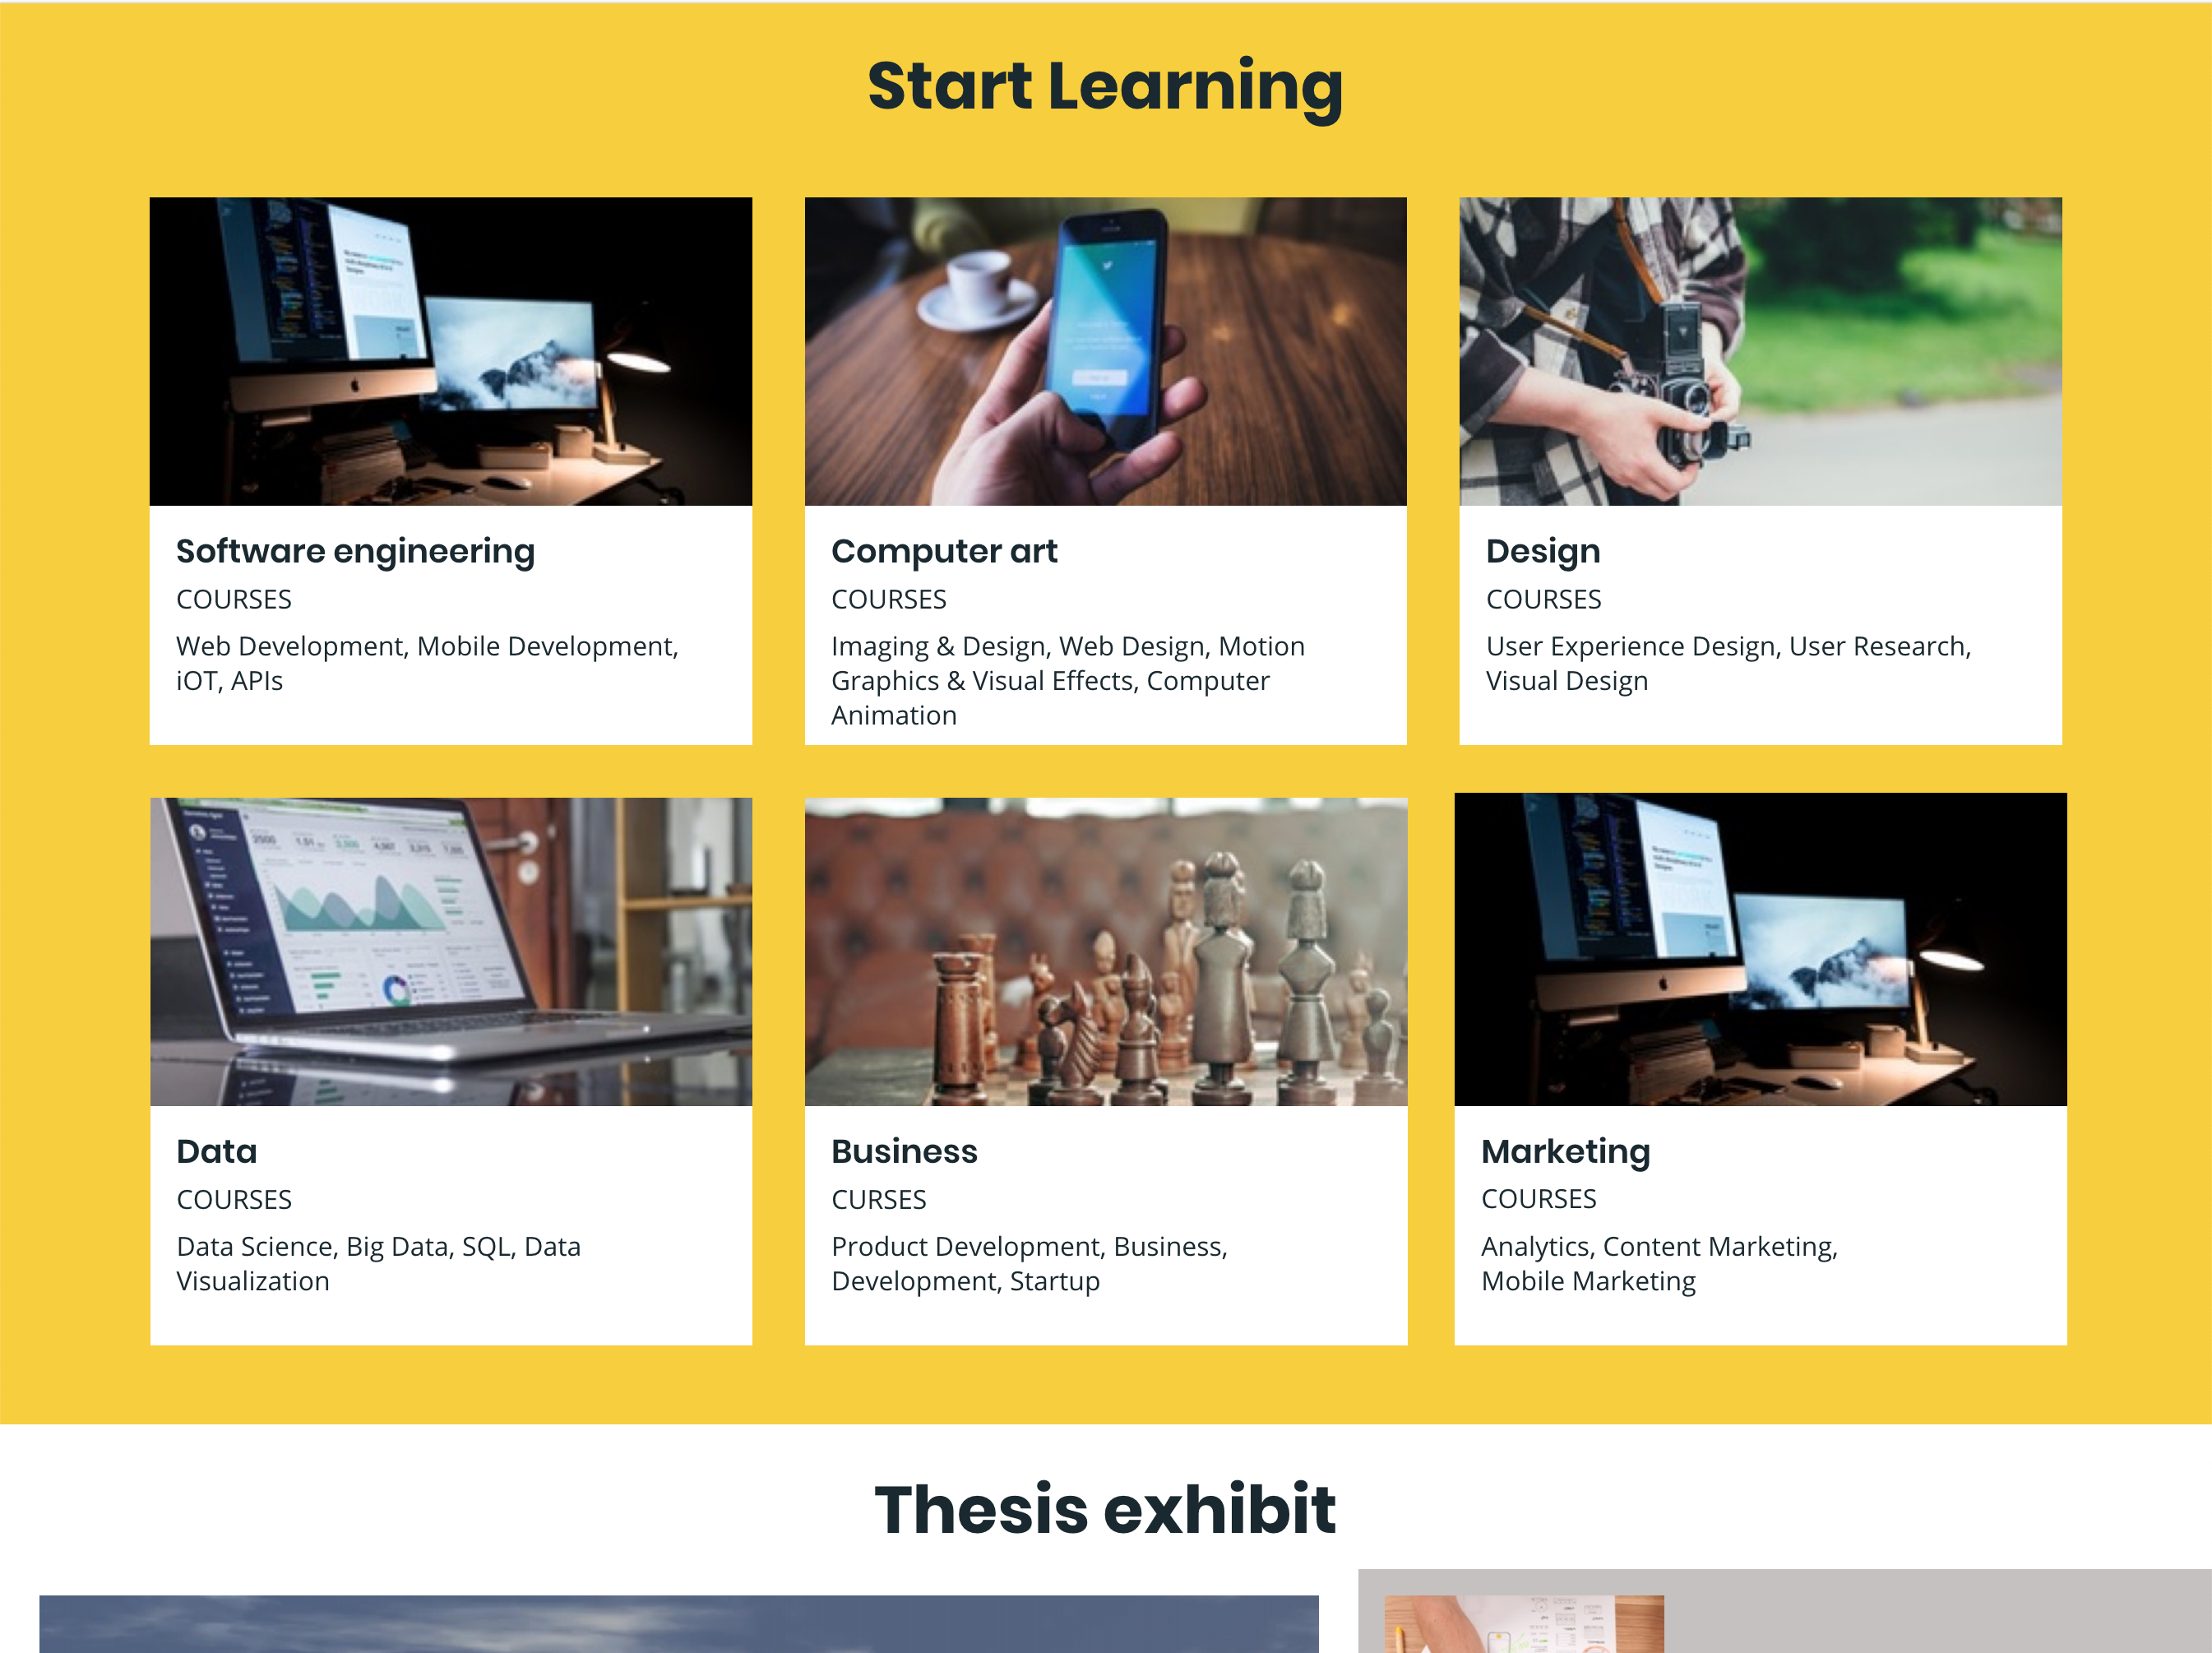 Start Learning
Software engineering
COURSES
Web Development, Mobile Development,
iOT, APIs
Computer art
COURSES
Imaging & Design, Web Design, Motion
Graphics & Visual Effects, Computer
Animation
Design
COURSES
User Experience Design, User Research,
Visual Design
Data
COURSES
Data Science, Big Data, SQL, Data
Visualization
Business
CURSES
Product Development, Business,
Development, Startup
Marketing
COURSES
Analytics, Content Marketing,
Mobile Marketing
Thesis exhibit